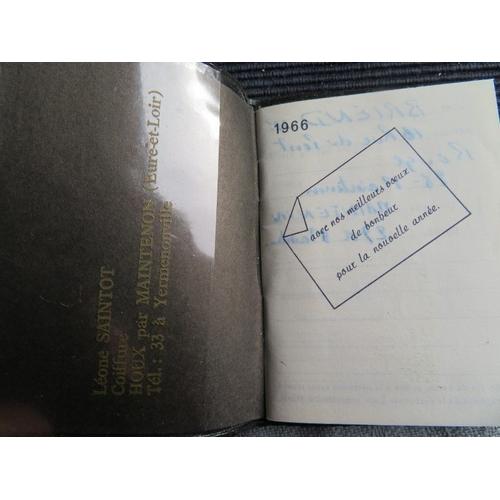 Léone SAINTOT
Coiffure
HOUX par MAINTENON (Eure-et-Loir)
Tél. : 33 à Yermenonville
1966
avec nos meilleurs vœux
de bonheur
pour la nouvelle année.